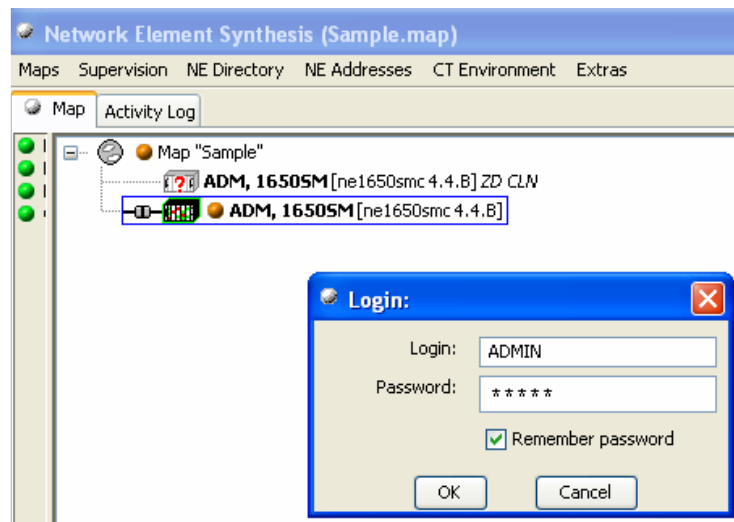 Network Element Synthesis (Sample.map)
Maps Supervision NE Directory NE Addresses CT Environment Extras
Map Activity Log
Map "Sample"
ADM, 1650SM [ne1650smc 4.4.B] ZD CLN
ADM, 1650SM [ne1650smc 4.4.B]
Login:
Login: ADMIN
Password: *****
Remember password
OK Cancel